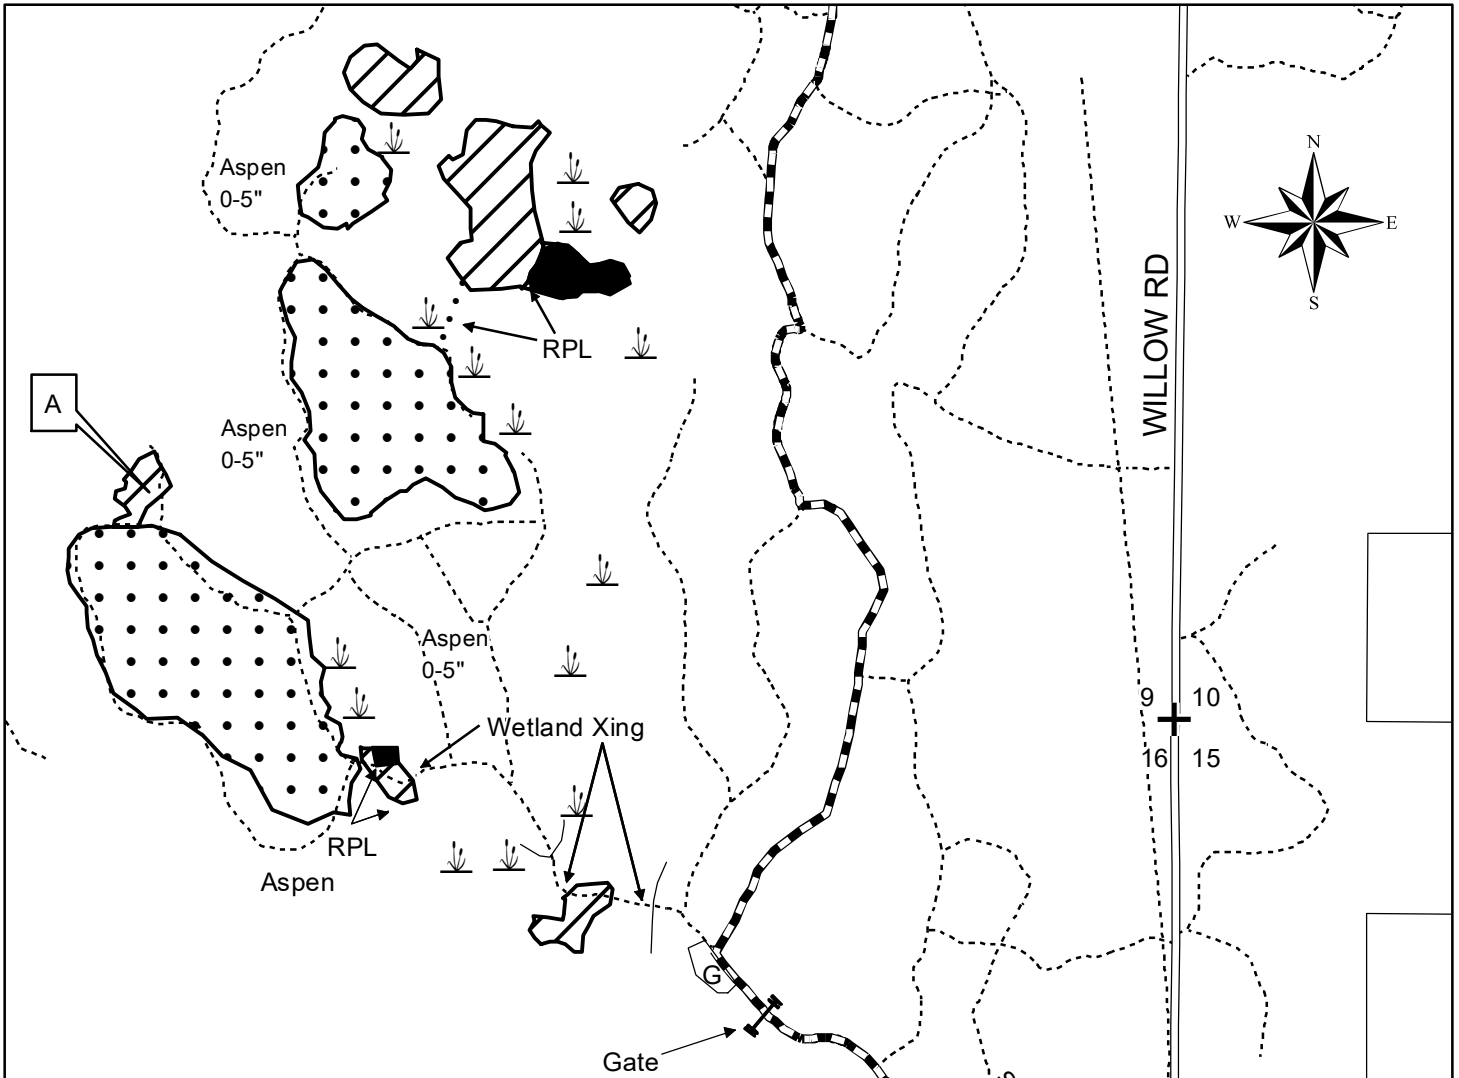 N
Aspen
0-5"
W
E
S
WILLOW RD
RPL
A
Aspen
0-5"
Aspen
0-5"
9
10
Wetland Xing
16
15
RPL
Aspen
G
Gate